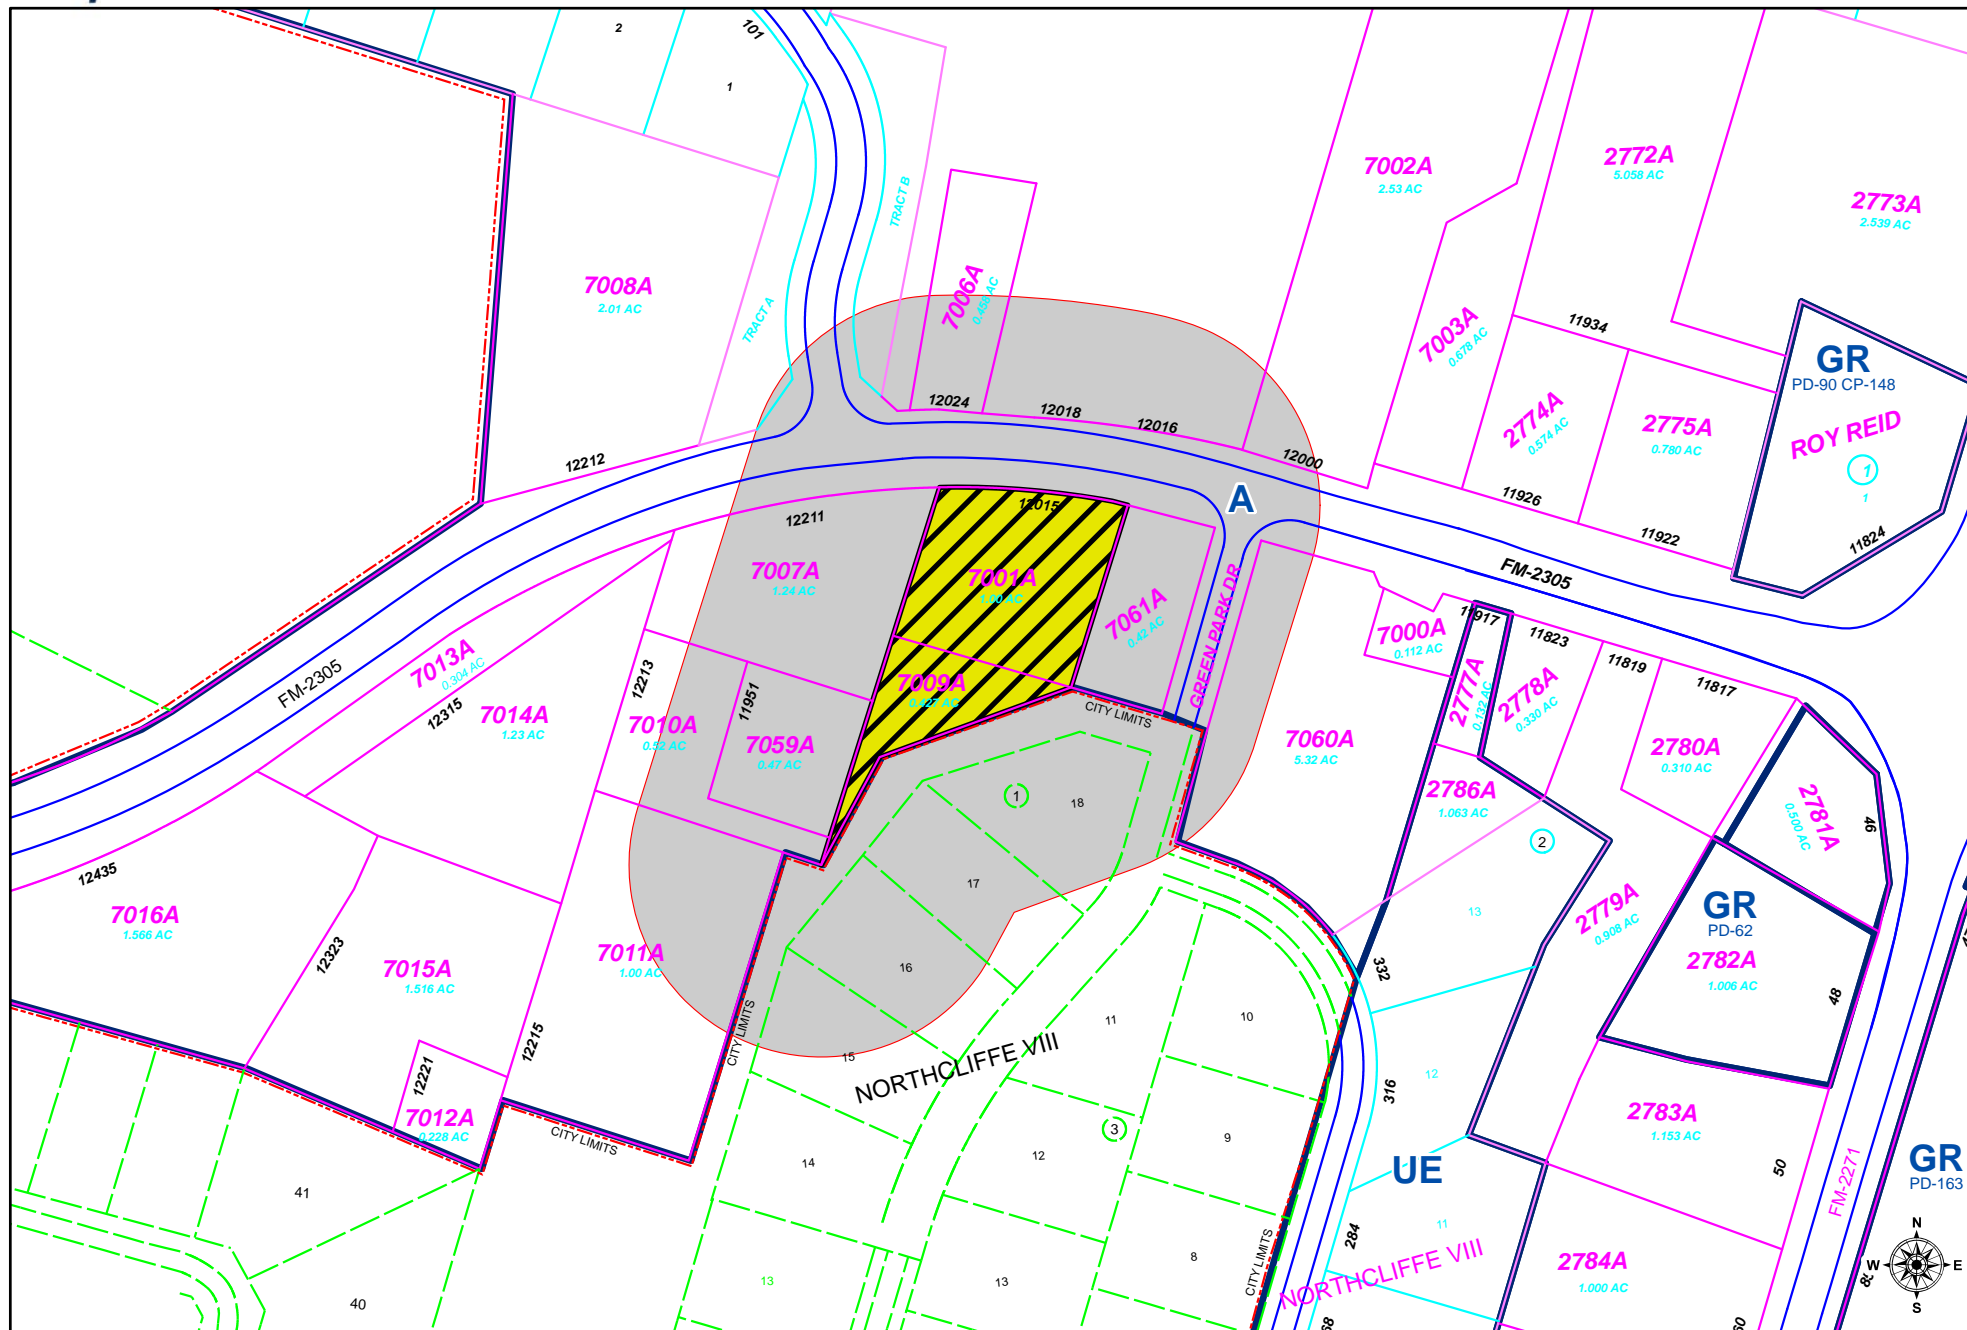 101
2
1
TRACT B
TRACT A
7008A
2.01 AC
7006A
0.458 AC
7002A
2.53 AC
2772A
5.058 AC
2773A
2.539 AC
7003A
0.678 AC
11934
GR
PD-90 CP-148
ROY REID
1
1
2774A
0.574 AC
2775A
0.780 AC
12024
12018
12016
12000
12212
11926
11922
11824
A
12211
12015
FM-2305
7007A
1.24 AC
7001A
1.00 AC
7061A
0.42 AC
GREEN PARK DR
7000A
0.112 AC
11917
11823
11819
11817
2777A
0.132 AC
2778A
0.330 AC
FM-2305
7013A
0.304 AC
12315
12213
11951
7009A
0.427 AC
CITY LIMITS
7014A
1.23 AC
7010A
0.52 AC
7059A
0.47 AC
7060A
5.32 AC
2780A
0.310 AC
2786A
1.063 AC
2781A
0.500 AC
46
1
18
2
17
16
15
13
12435
7016A
1.566 AC
12323
7015A
1.516 AC
7011A
1.00 AC
2779A
0.908 AC
GR
PD-62
2782A
1.006 AC
48
332
11
10
CITY LIMITS
12215
NORTHCLIFFE VIII
12221
7012A
0.228 AC
CITY LIMITS
12
316
2783A
1.153 AC
3
9
12
14
UE
50
FM-2271
GR
PD-163
41
11
284
8
CITY LIMITS
NORTHCLIFFE VIII
2784A
1.000 AC
13
13
40
N
W
E
S